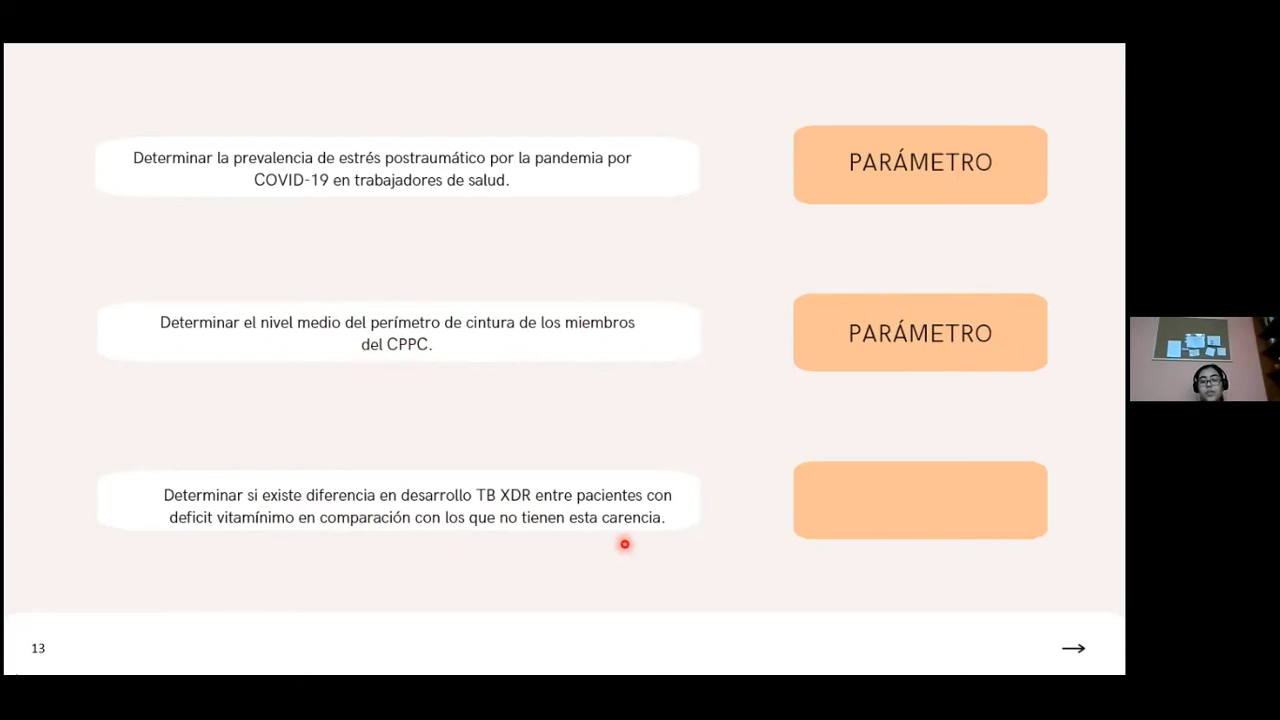 Determinar la prevalencia de estrés postraumático por la pandemia por
COVID-19 en trabajadores de salud.
PARÁMETRO
Determinar el nivel medio del perímetro de cintura de los miembros
del CPPC.
PARÁMETRO
Determinar si existe diferencia en desarrollo TB XDR entre pacientes con
deficit vitamínimo en comparación con los que no tienen esta carencia.
13